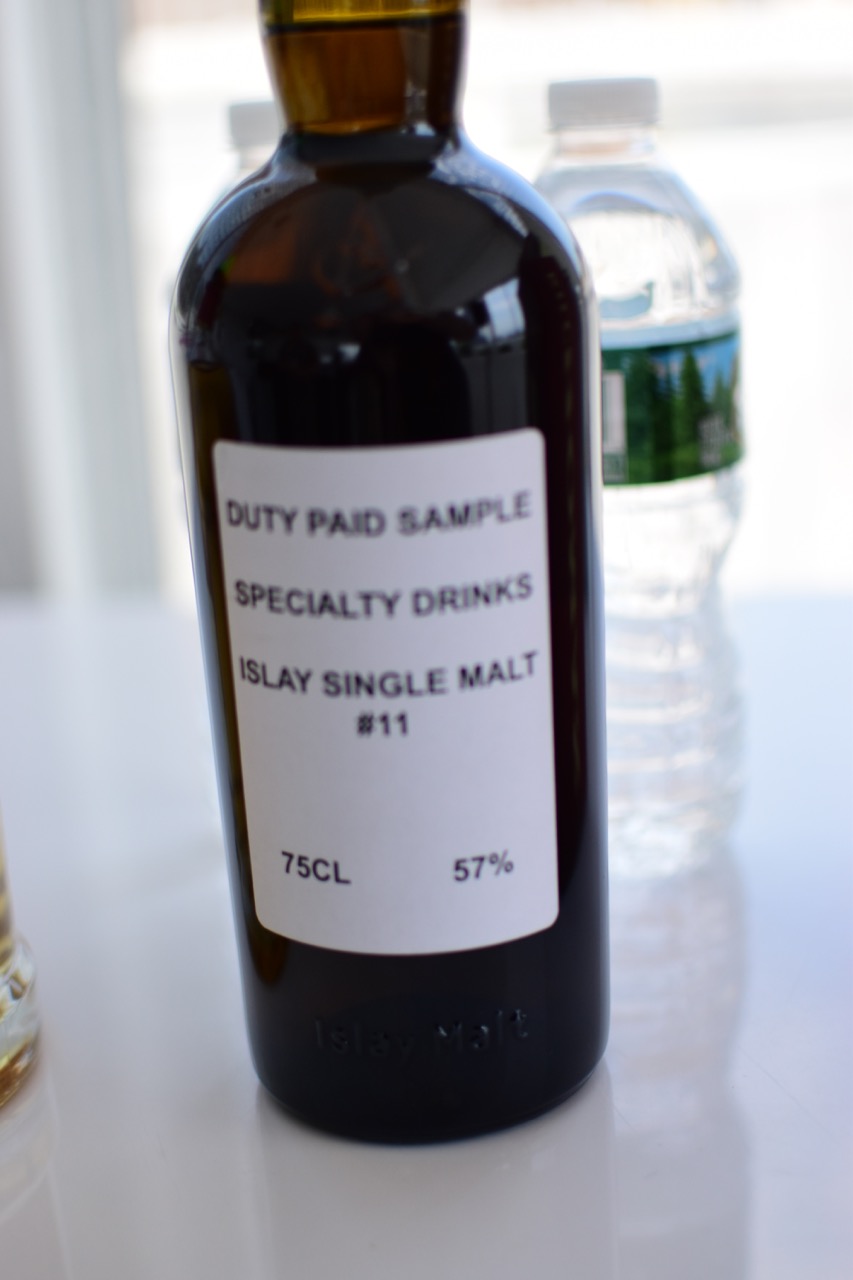 DUTY PAID SAMPLE
SPECIALTY DRINKS
ISLAY SINGLE MALT
#11
75CL 57%
Islay Malt